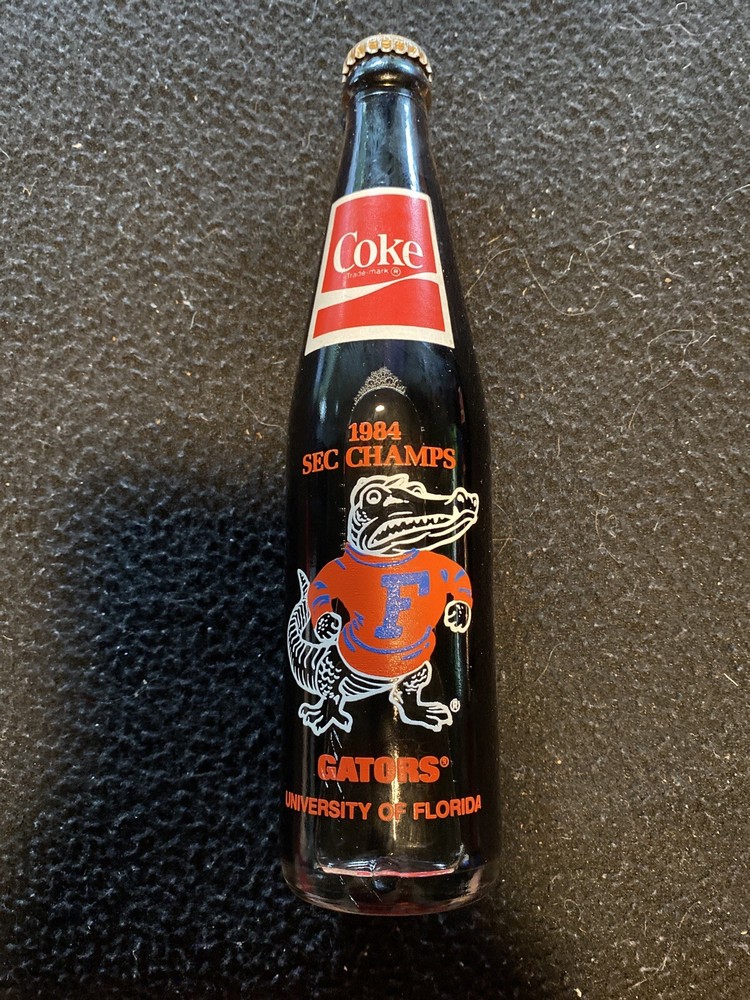 Coke
Trade-mark ®
1984
SEC CHAMPS
F
®
GATORS®
UNIVERSITY OF FLORIDA